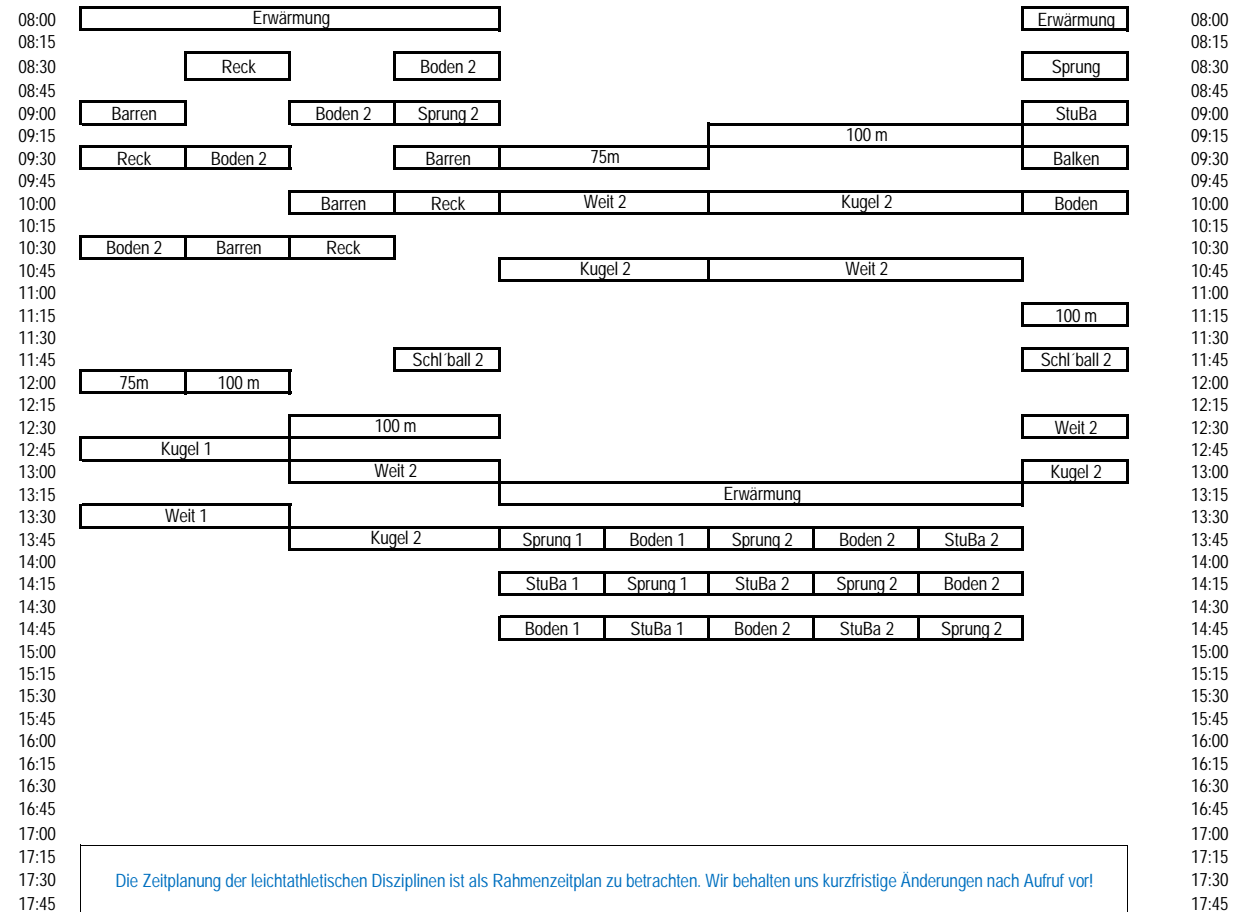 08:00 Erwärmung Erwärmung 08:00
08:15 08:15
08:30 Reck Boden 2 Sprung 08:30
08:45 08:45
09:00 Barren Boden 2 Sprung 2 StuBa 09:00
09:15 100 m 09:15
09:30 Reck Boden 2 Barren 75m Balken 09:30
09:45 09:45
10:00 Barren Reck Weit 2 Kugel 2 Boden 10:00
10:15 10:15
10:30 Boden 2 Barren Reck 10:30
10:45 Kugel 2 Weit 2 10:45
11:00 11:00
11:15 100 m 11:15
11:30 11:30
11:45 Schl´ball 2 Schl´ball 2 11:45
12:00 75m 100 m 12:00
12:15 12:15
12:30 100 m Weit 2 12:30
12:45 Kugel 1 12:45
13:00 Weit 2 Kugel 2 13:00
13:15 Erwärmung 13:15
13:30 Weit 1 13:30
13:45 Kugel 2 Sprung 1 Boden 1 Sprung 2 Boden 2 StuBa 2 13:45
14:00 14:00
14:15 StuBa 1 Sprung 1 StuBa 2 Sprung 2 Boden 2 14:15
14:30 14:30
14:45 Boden 1 StuBa 1 Boden 2 StuBa 2 Sprung 2 14:45
15:00 15:00
15:15 15:15
15:30 15:30
15:45 15:45
16:00 16:00
16:15 16:15
16:30 16:30
16:45 16:45
17:00 17:00
17:15 17:15
17:30 Die Zeitplanung der leichtathletischen Disziplinen ist als Rahmenzeitplan zu betrachten. Wir behalten uns kurzfristige Änderungen nach Aufruf vor! 17:30
17:45 17:45